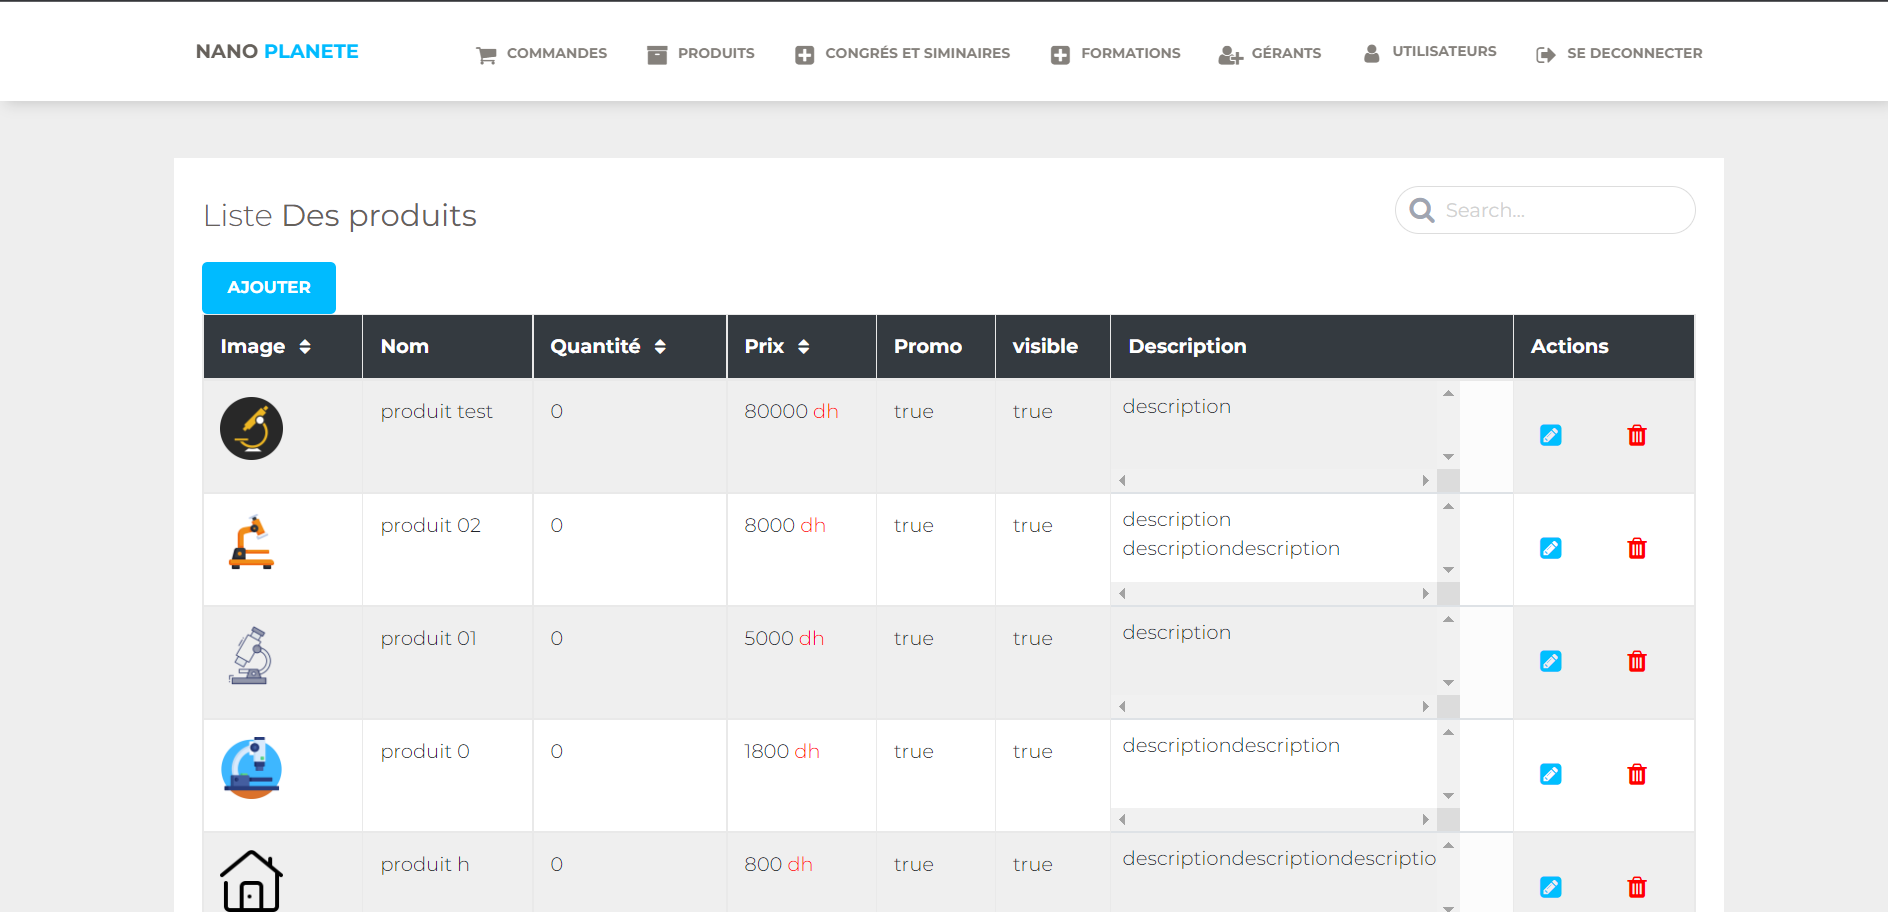 NANO PLANETE COMMANDES PRODUITS CONGRÉS ET SIMINAIRES FORMATIONS GÉRANTS UTILISATEURS SE DECONNECTER
Liste Des produits Search...
AJOUTER
Image Nom Quantité Prix Promo visible Description Actions
produit test 0 80000 dh true true description
produit 02 0 8000 dh true true description
descriptiondescription
produit 01 0 5000 dh true true description
produit 0 0 1800 dh true true descriptiondescription
produit h 0 800 dh true true descriptiondescriptiondescriptio